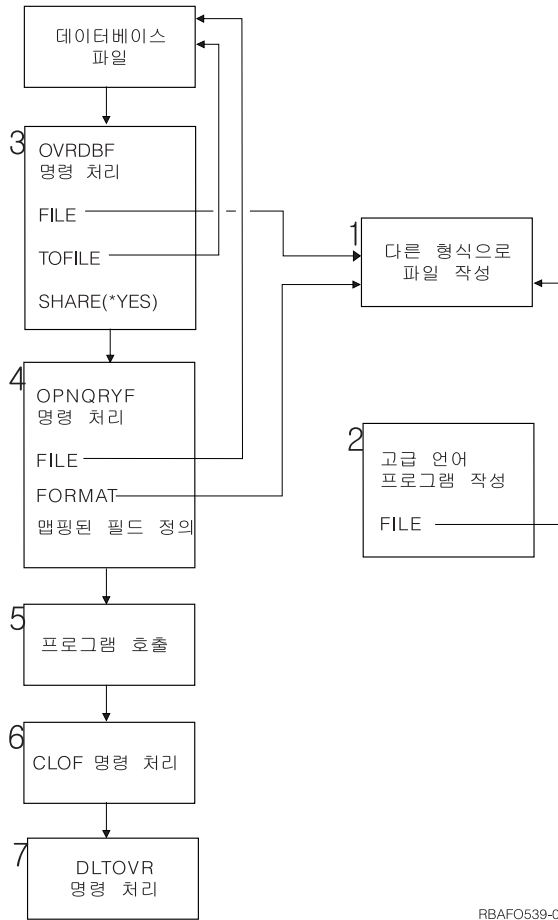 데이터베이스
파일
3
OVRDBF
명령 처리
FILE
TOFILE
SHARE(*YES)
1
다른 형식으로
파일 작성
4
OPNQRYF
명령 처리
FILE
FORMAT
맵핑된 필드 정의
2
고급 언어
프로그램 작성
FILE
5
프로그램 호출
6
CLOF 명령 처리
7
DLTOVR
명령 처리
RBAFO539-0